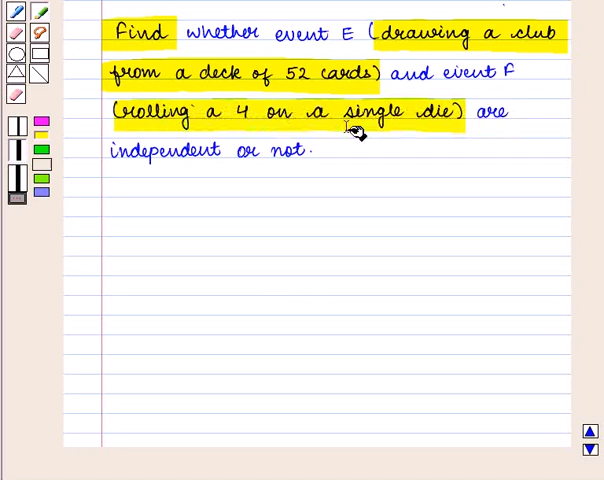 Find whether event E (drawing a club
from a deck of 52 cards) and event F
(rolling a 4 on a single die) are
independent or not.